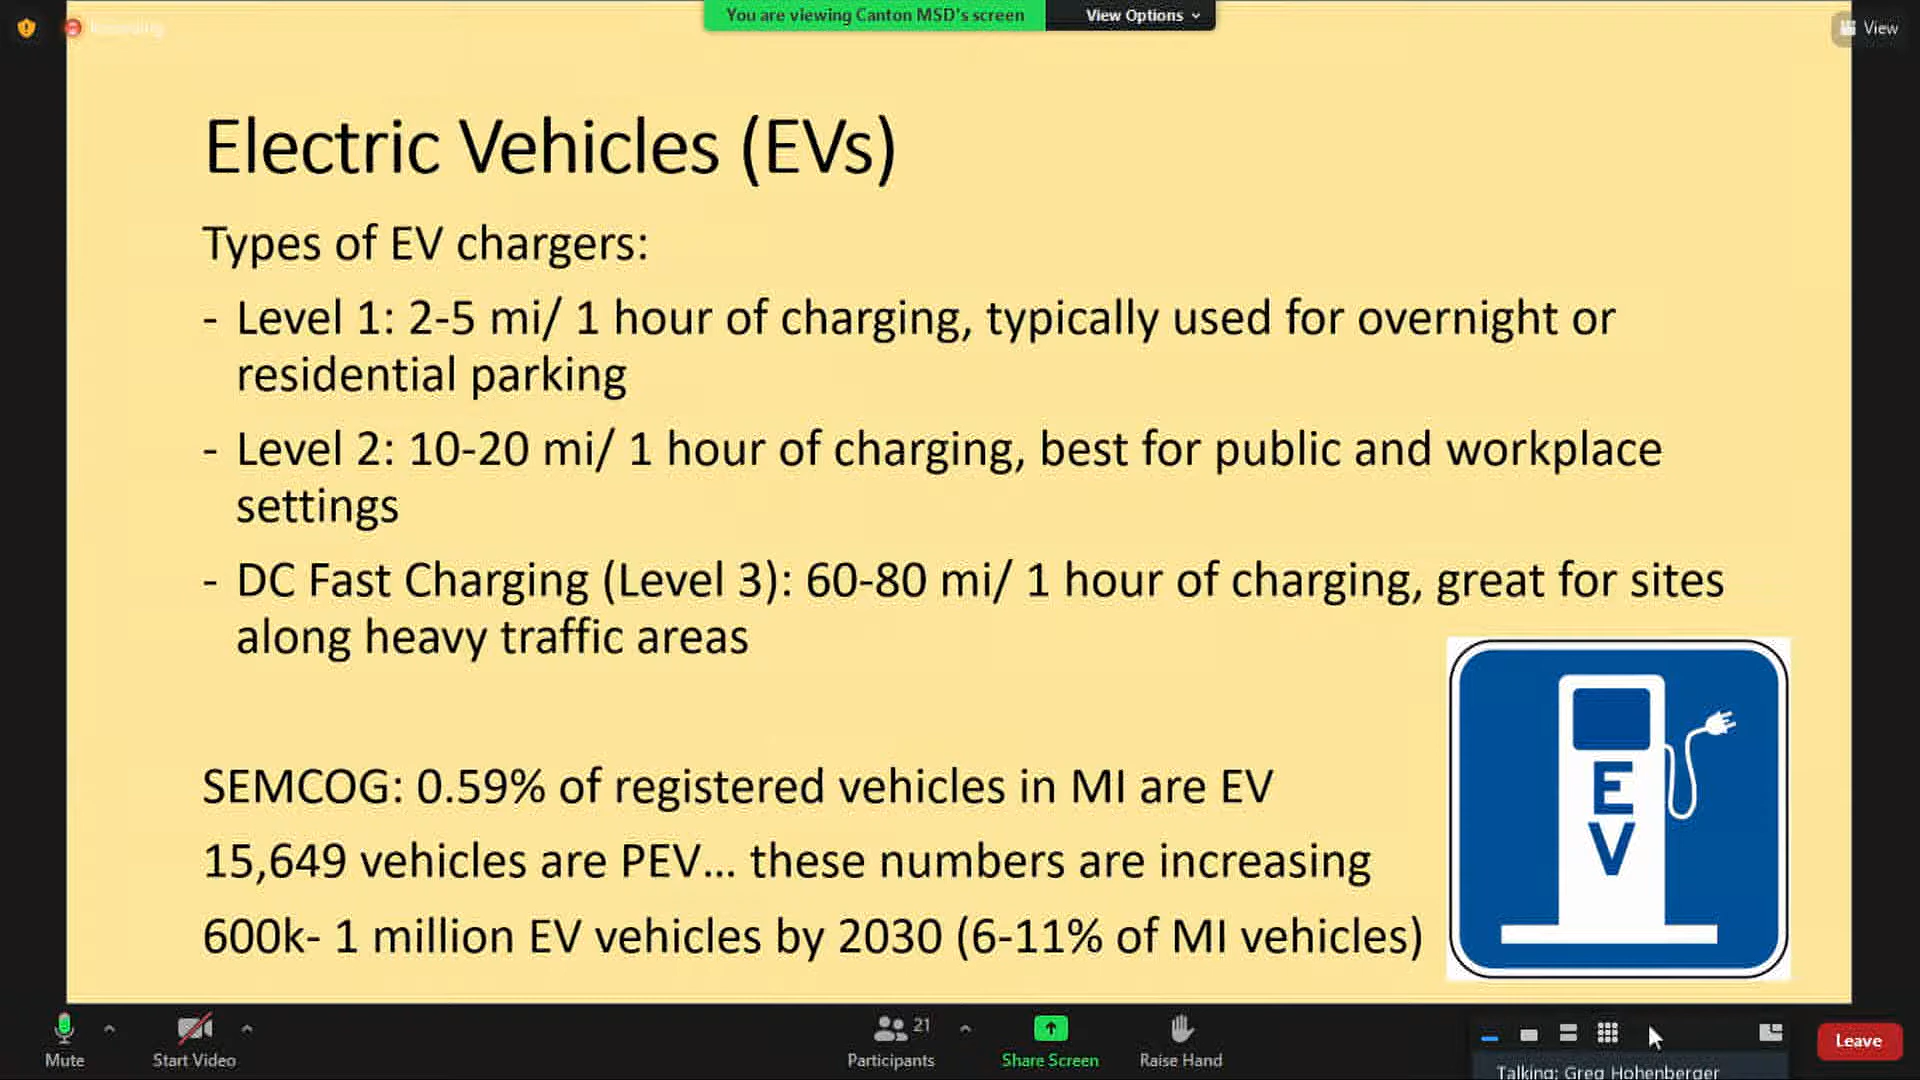 You are viewing Canton MSD's screen
View Options
Recording
View
Electric Vehicles (EVs)
Types of EV chargers:
- Level 1: 2-5 mi/ 1 hour of charging, typically used for overnight or
residential parking
- Level 2: 10-20 mi/ 1 hour of charging, best for public and workplace
settings
- DC Fast Charging (Level 3): 60-80 mi/ 1 hour of charging, great for sites
along heavy traffic areas
SEMCOG: 0.59% of registered vehicles in MI are EV
15,649 vehicles are PEV... these numbers are increasing
600k- 1 million EV vehicles by 2030 (6-11% of MI vehicles)
E
V
Mute
Start Video
21
Participants
Share Screen
Raise Hand
Leave
Talking: Greg Hohenberger